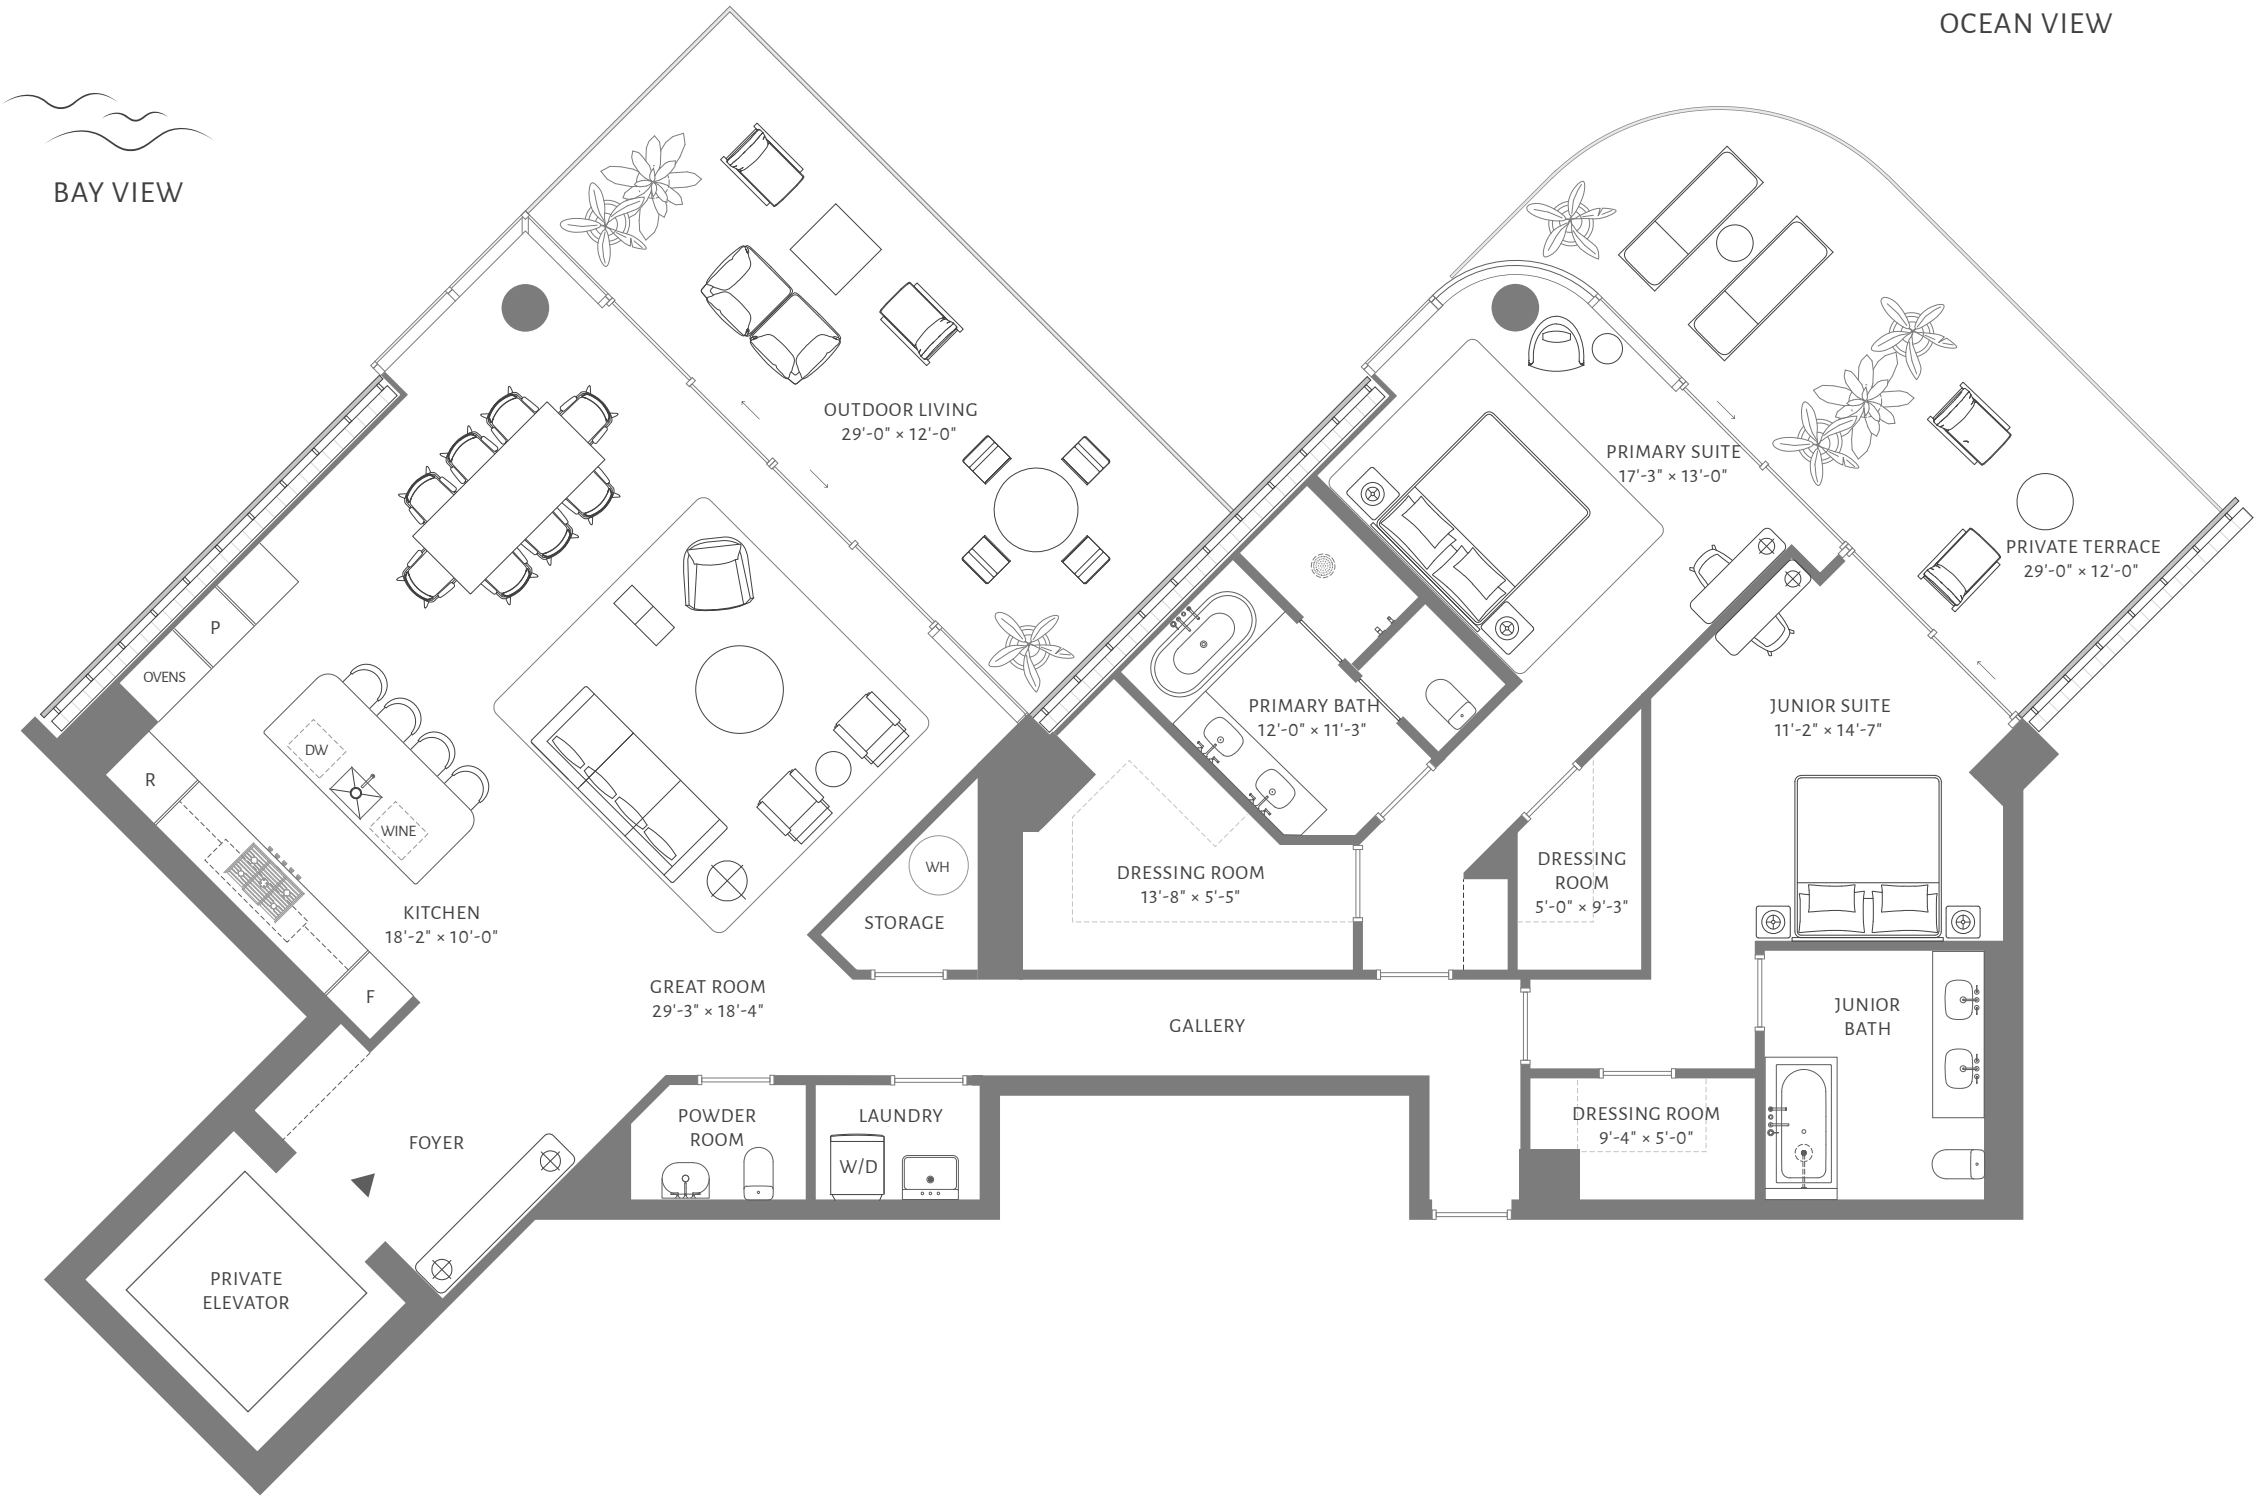 OCEAN VIEW
BAY VIEW
OUTDOOR LIVING
29'-0" × 12'-0"
PRIMARY SUITE
17'-3" × 13'-0"
PRIVATE TERRACE
29'-0" × 12'-0"
P
OVENS
R
DW
WINE
PRIMARY BATH
12'-0" × 11'-3"
JUNIOR SUITE
11'-2" × 14'-7"
WH
STORAGE
DRESSING ROOM
13'-8" × 5'-5"
DRESSING
ROOM
5'-0" × 9'-3"
KITCHEN
18'-2" × 10'-0"
F
GREAT ROOM
29'-3" × 18'-4"
GALLERY
JUNIOR
BATH
FOYER
POWDER
ROOM
LAUNDRY
W/D
DRESSING ROOM
9'-4" × 5'-0"
PRIVATE
ELEVATOR